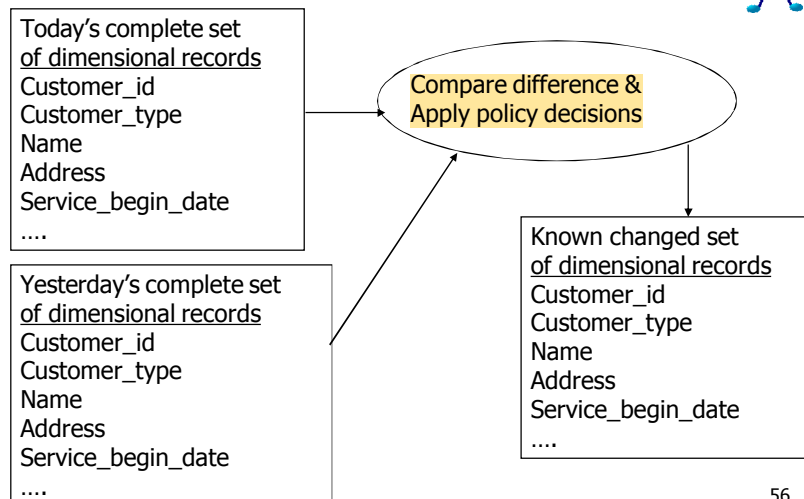 Today's complete set
of dimensional records
Customer_id
Customer_type
Name
Address
Service_begin_date
....
Compare difference &
Apply policy decisions
Yesterday's complete set
of dimensional records
Customer_id
Customer_type
Name
Address
Service_begin_date
....
Known changed set
of dimensional records
Customer_id
Customer_type
Name
Address
Service_begin_date
....
56